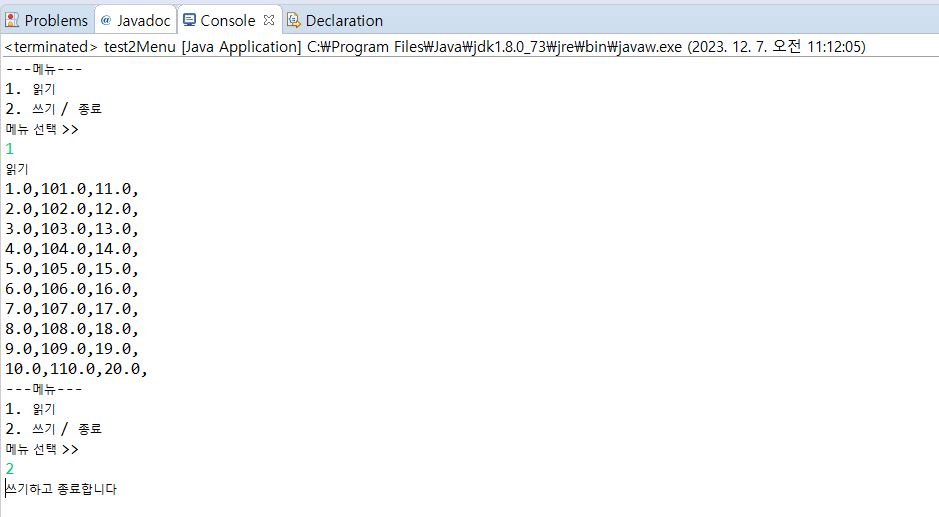 Problems @ Javadoc Console Declaration
<terminated> test2Menu [Java Application] C:₩Program Files₩Java₩jdk1.8.0_73₩jre₩bin₩javaw.exe (2023. 12. 7. 오전 11:12:05)
---메뉴---
1. 읽기
2. 쓰기 / 종료
메뉴 선택 >>
1
읽기
1.0,101.0,11.0,
2.0,102.0,12.0,
3.0,103.0,13.0,
4.0,104.0,14.0,
5.0,105.0,15.0,
6.0,106.0,16.0,
7.0,107.0,17.0,
8.0,108.0,18.0,
9.0,109.0,19.0,
10.0,110.0,20.0,
---메뉴---
1. 읽기
2. 쓰기 / 종료
메뉴 선택 >>
2
쓰기하고 종료합니다